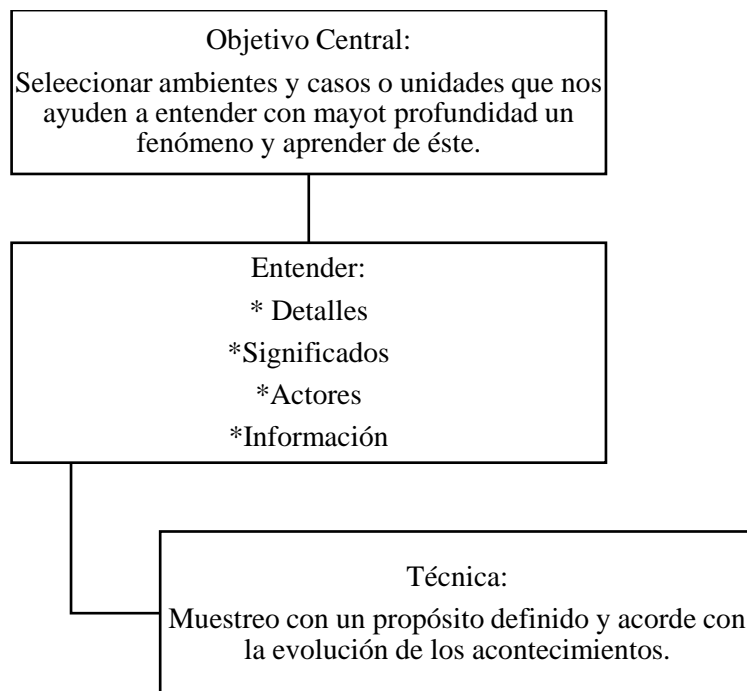 Objetivo Central:
Seleecionar ambientes y casos o unidades que nos
ayuden a entender con mayot profundidad un
fenómeno y aprender de éste.
Entender:
* Detalles
*Significados
*Actores
*Información
Técnica:
Muestreo con un propósito definido y acorde con
la evolución de los acontecimientos.